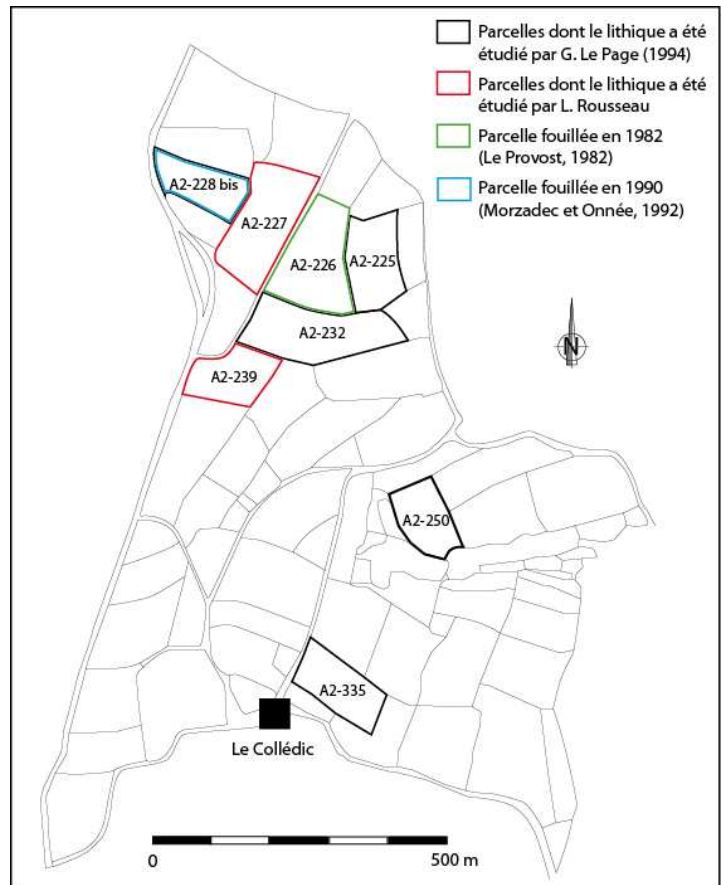 Parcelles dont le lithique a été
étudié par G. Le Page (1994)
Parcelles dont le lithique a été
étudié par L. Rousseau
Parcelle fouillée en 1982
(Le Provost, 1982)
Parcelle fouillée en 1990
(Morzadec et Onnée, 1992)
A2-228 bis
A2-227
A2-226
A2-225
A2-232
N
A2-239
A2-250
A2-335
Le Collédic
0
500 m